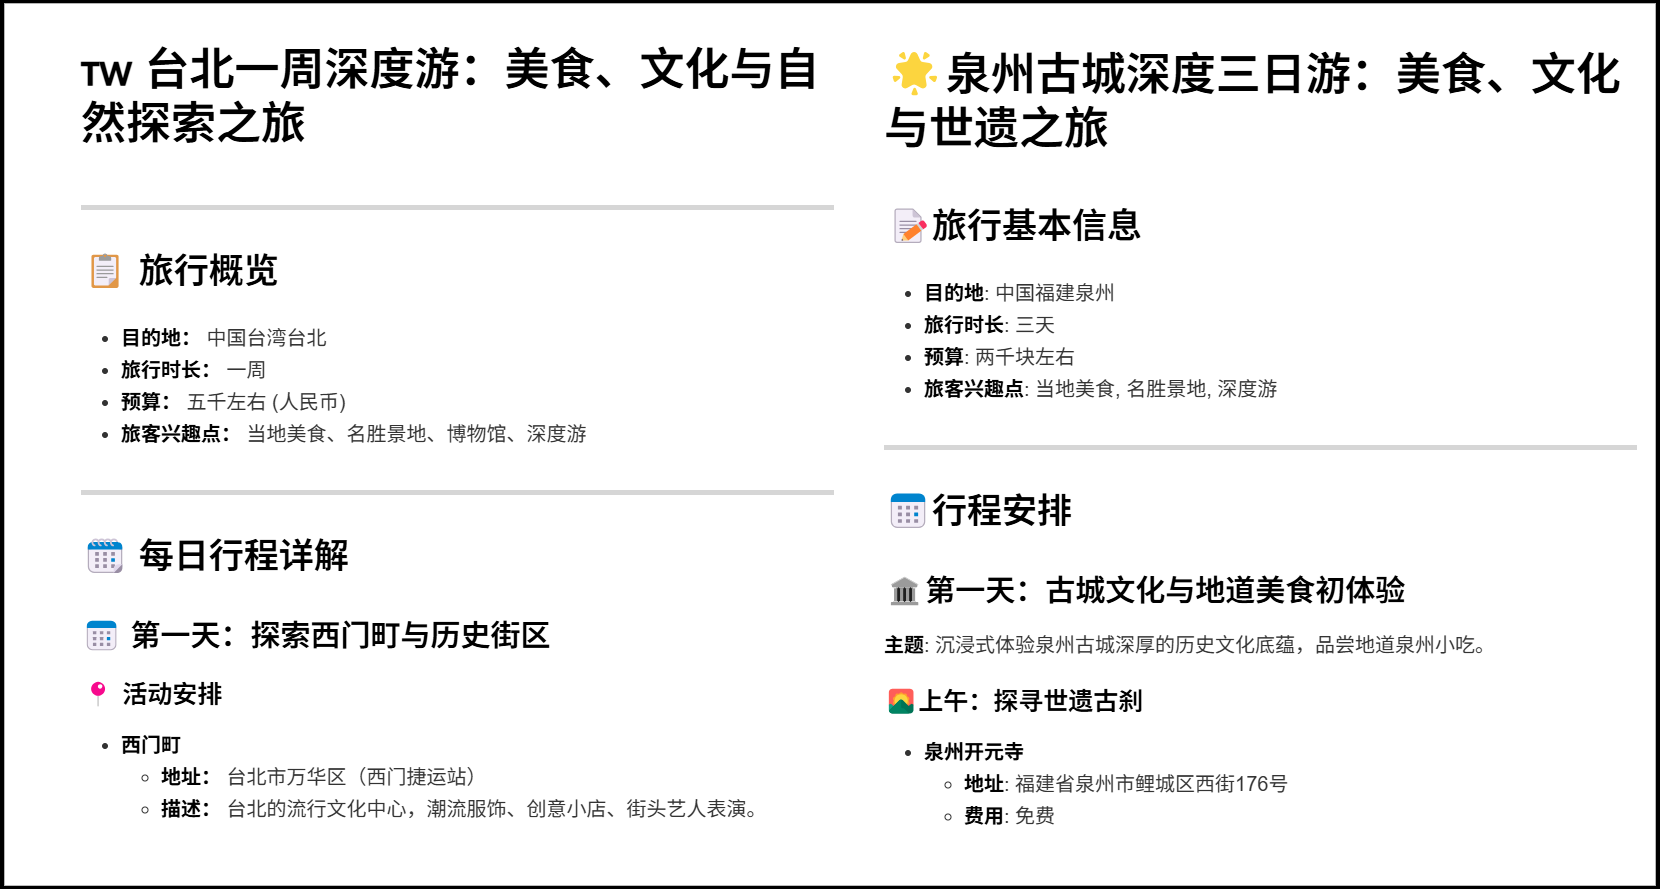 TW 台北一周深度游：美食、文化与自
然探索之旅
旅行概览
目的地： 中国台湾台北
旅行时长： 一周
预算： 五千左右 (人民币)
旅客兴趣点： 当地美食、名胜景地、博物馆、深度游
每日行程详解
第一天：探索西门町与历史街区
活动安排
西门町
地址： 台北市万华区（西门捷运站）
描述： 台北的流行文化中心，潮流服饰、创意小店、街头艺人表演。
泉州古城深度三日游：美食、文化
与世遗之旅
旅行基本信息
目的地: 中国福建泉州
旅行时长: 三天
预算: 两千块左右
旅客兴趣点: 当地美食, 名胜景地, 深度游
行程安排
第一天：古城文化与地道美食初体验
主题: 沉浸式体验泉州古城深厚的历史文化底蕴，品尝地道泉州小吃。
上午：探寻世遗古刹
泉州开元寺
地址: 福建省泉州市鲤城区西街176号
费用: 免费